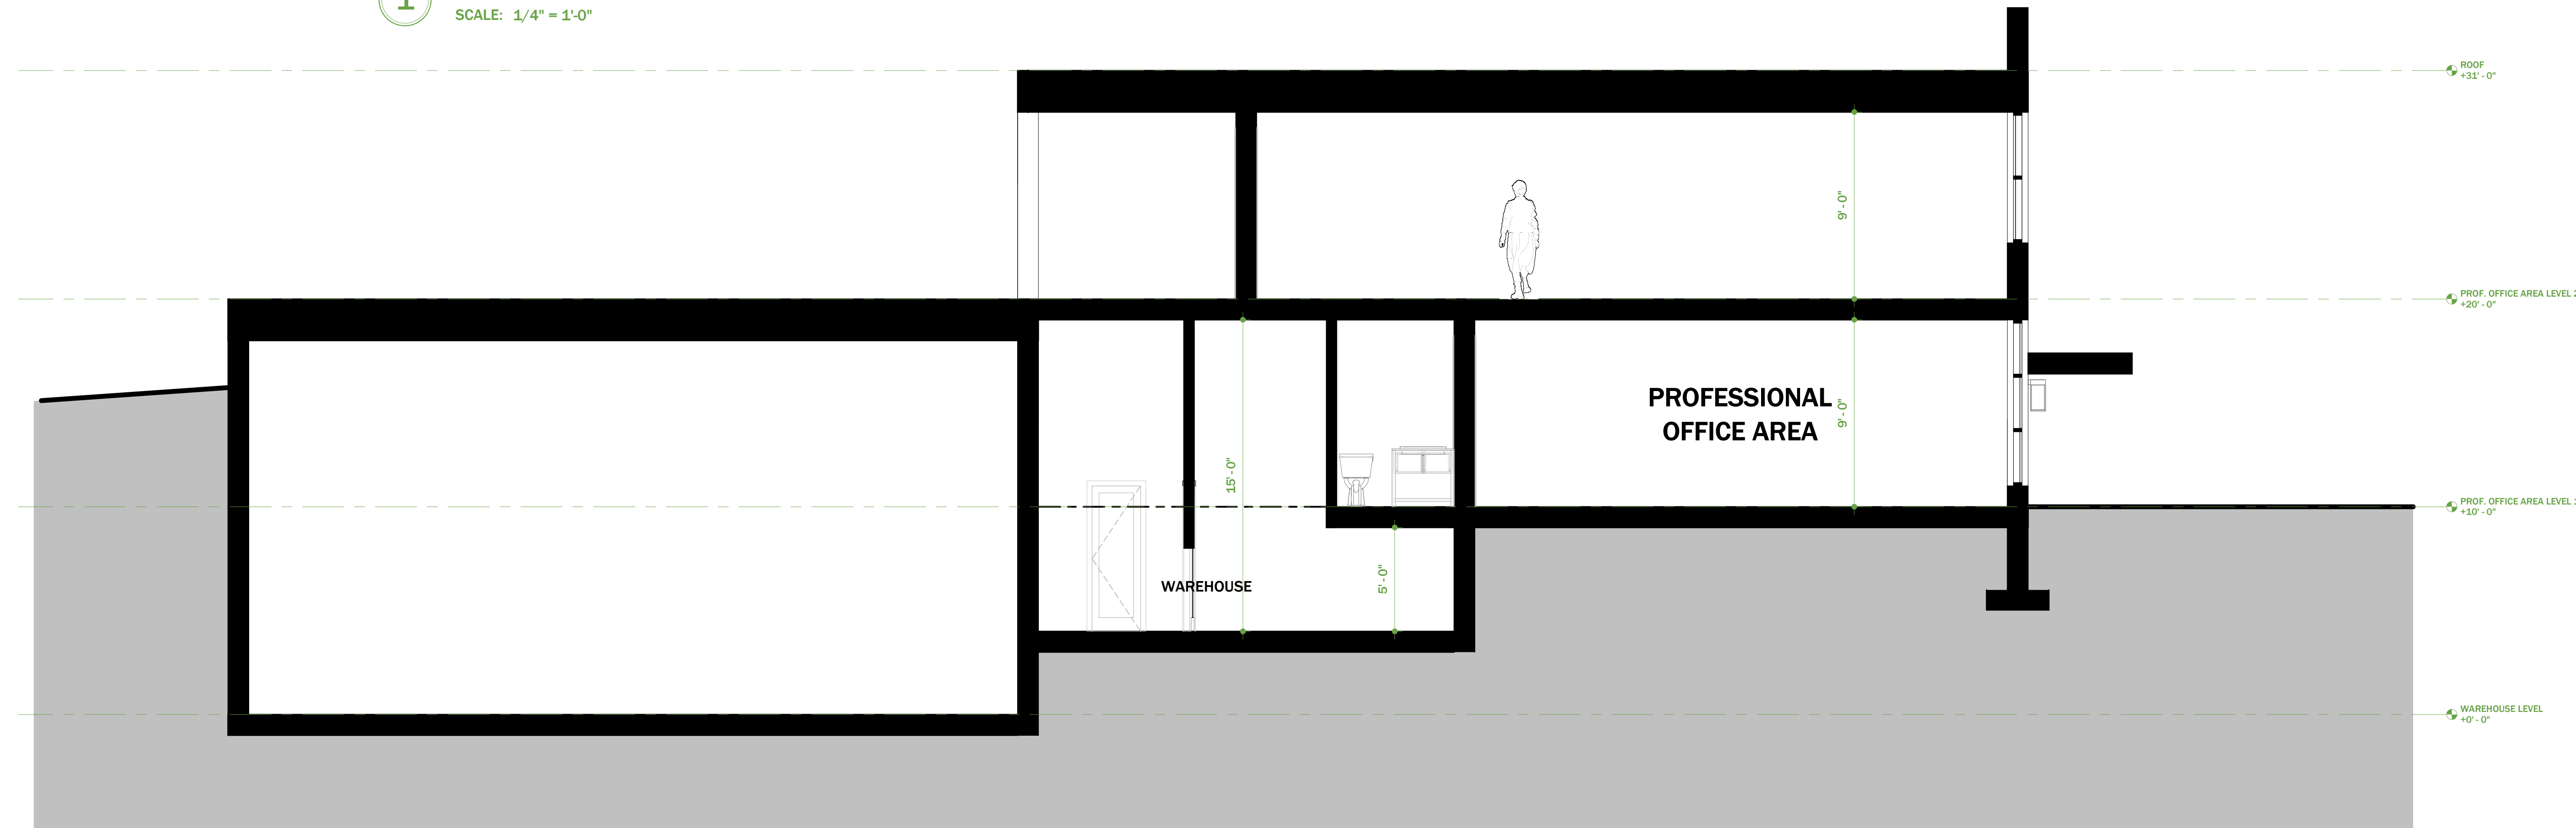 1
SCALE: 1/4" = 1'-0"
ROOF
+31' - 0"
9' - 0"
PROF. OFFICE AREA LEVEL 2
+20' - 0"
PROFESSIONAL
OFFICE AREA
9' - 0"
15' - 0"
PROF. OFFICE AREA LEVEL
+10' - 0"
5' - 0"
WAREHOUSE
WAREHOUSE LEVEL
+0' - 0"